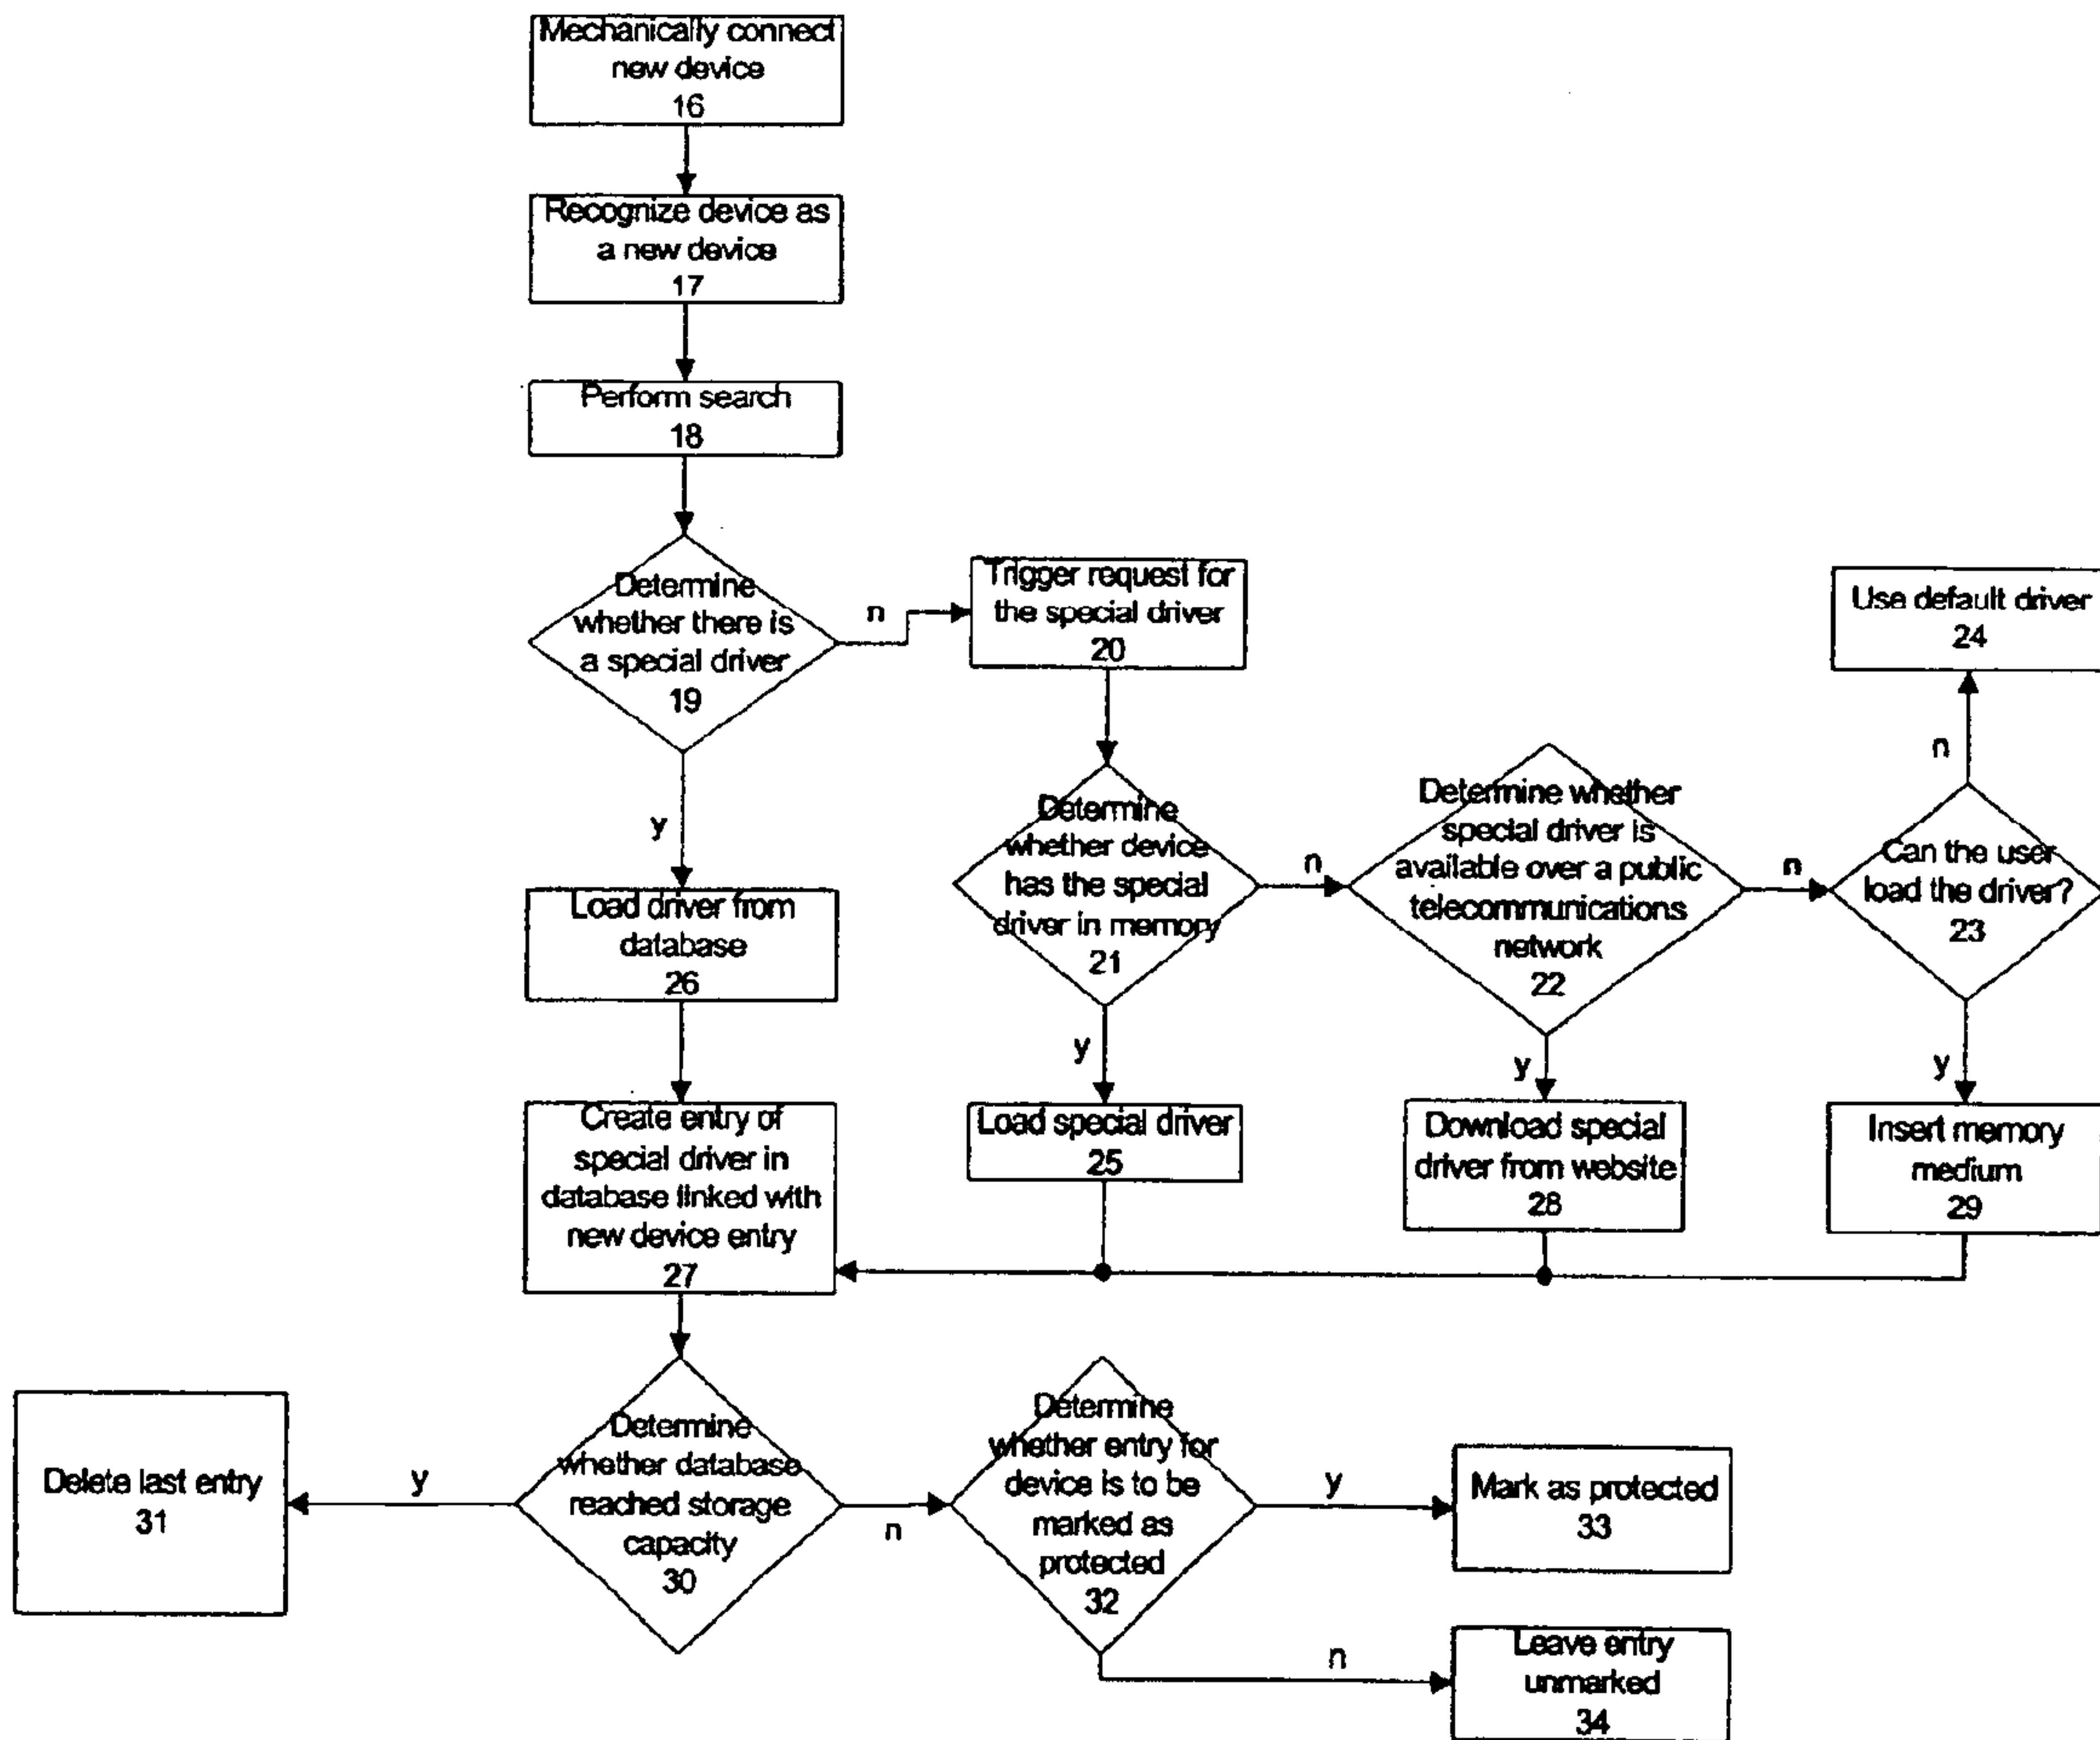 Mechanically connect
new device
16
Recognize device as
a new device
17
Perform search
18
Determine
whether there is
a special driver
19
n
y
Trigger request for
the special driver
20
Determine
whether device
has the special
driver in memory
21
n
y
Determine whether
special driver is
available over a public
telecommunications
network
22
n
y
Can the user
load the driver?
23
n
y
Use default driver
24
Load driver from
database
26
Load special driver
25
Download special
driver from website
28
Insert memory
medium
29
Create entry of
special driver in
database linked with
new device entry
27
Determine
whether database
reached storage
capacity
30
y
n
Delete last entry
31
Determine
whether entry for
device is to be
marked as
protected
32
y
n
Mark as protected
33
Leave entry
unmarked
34